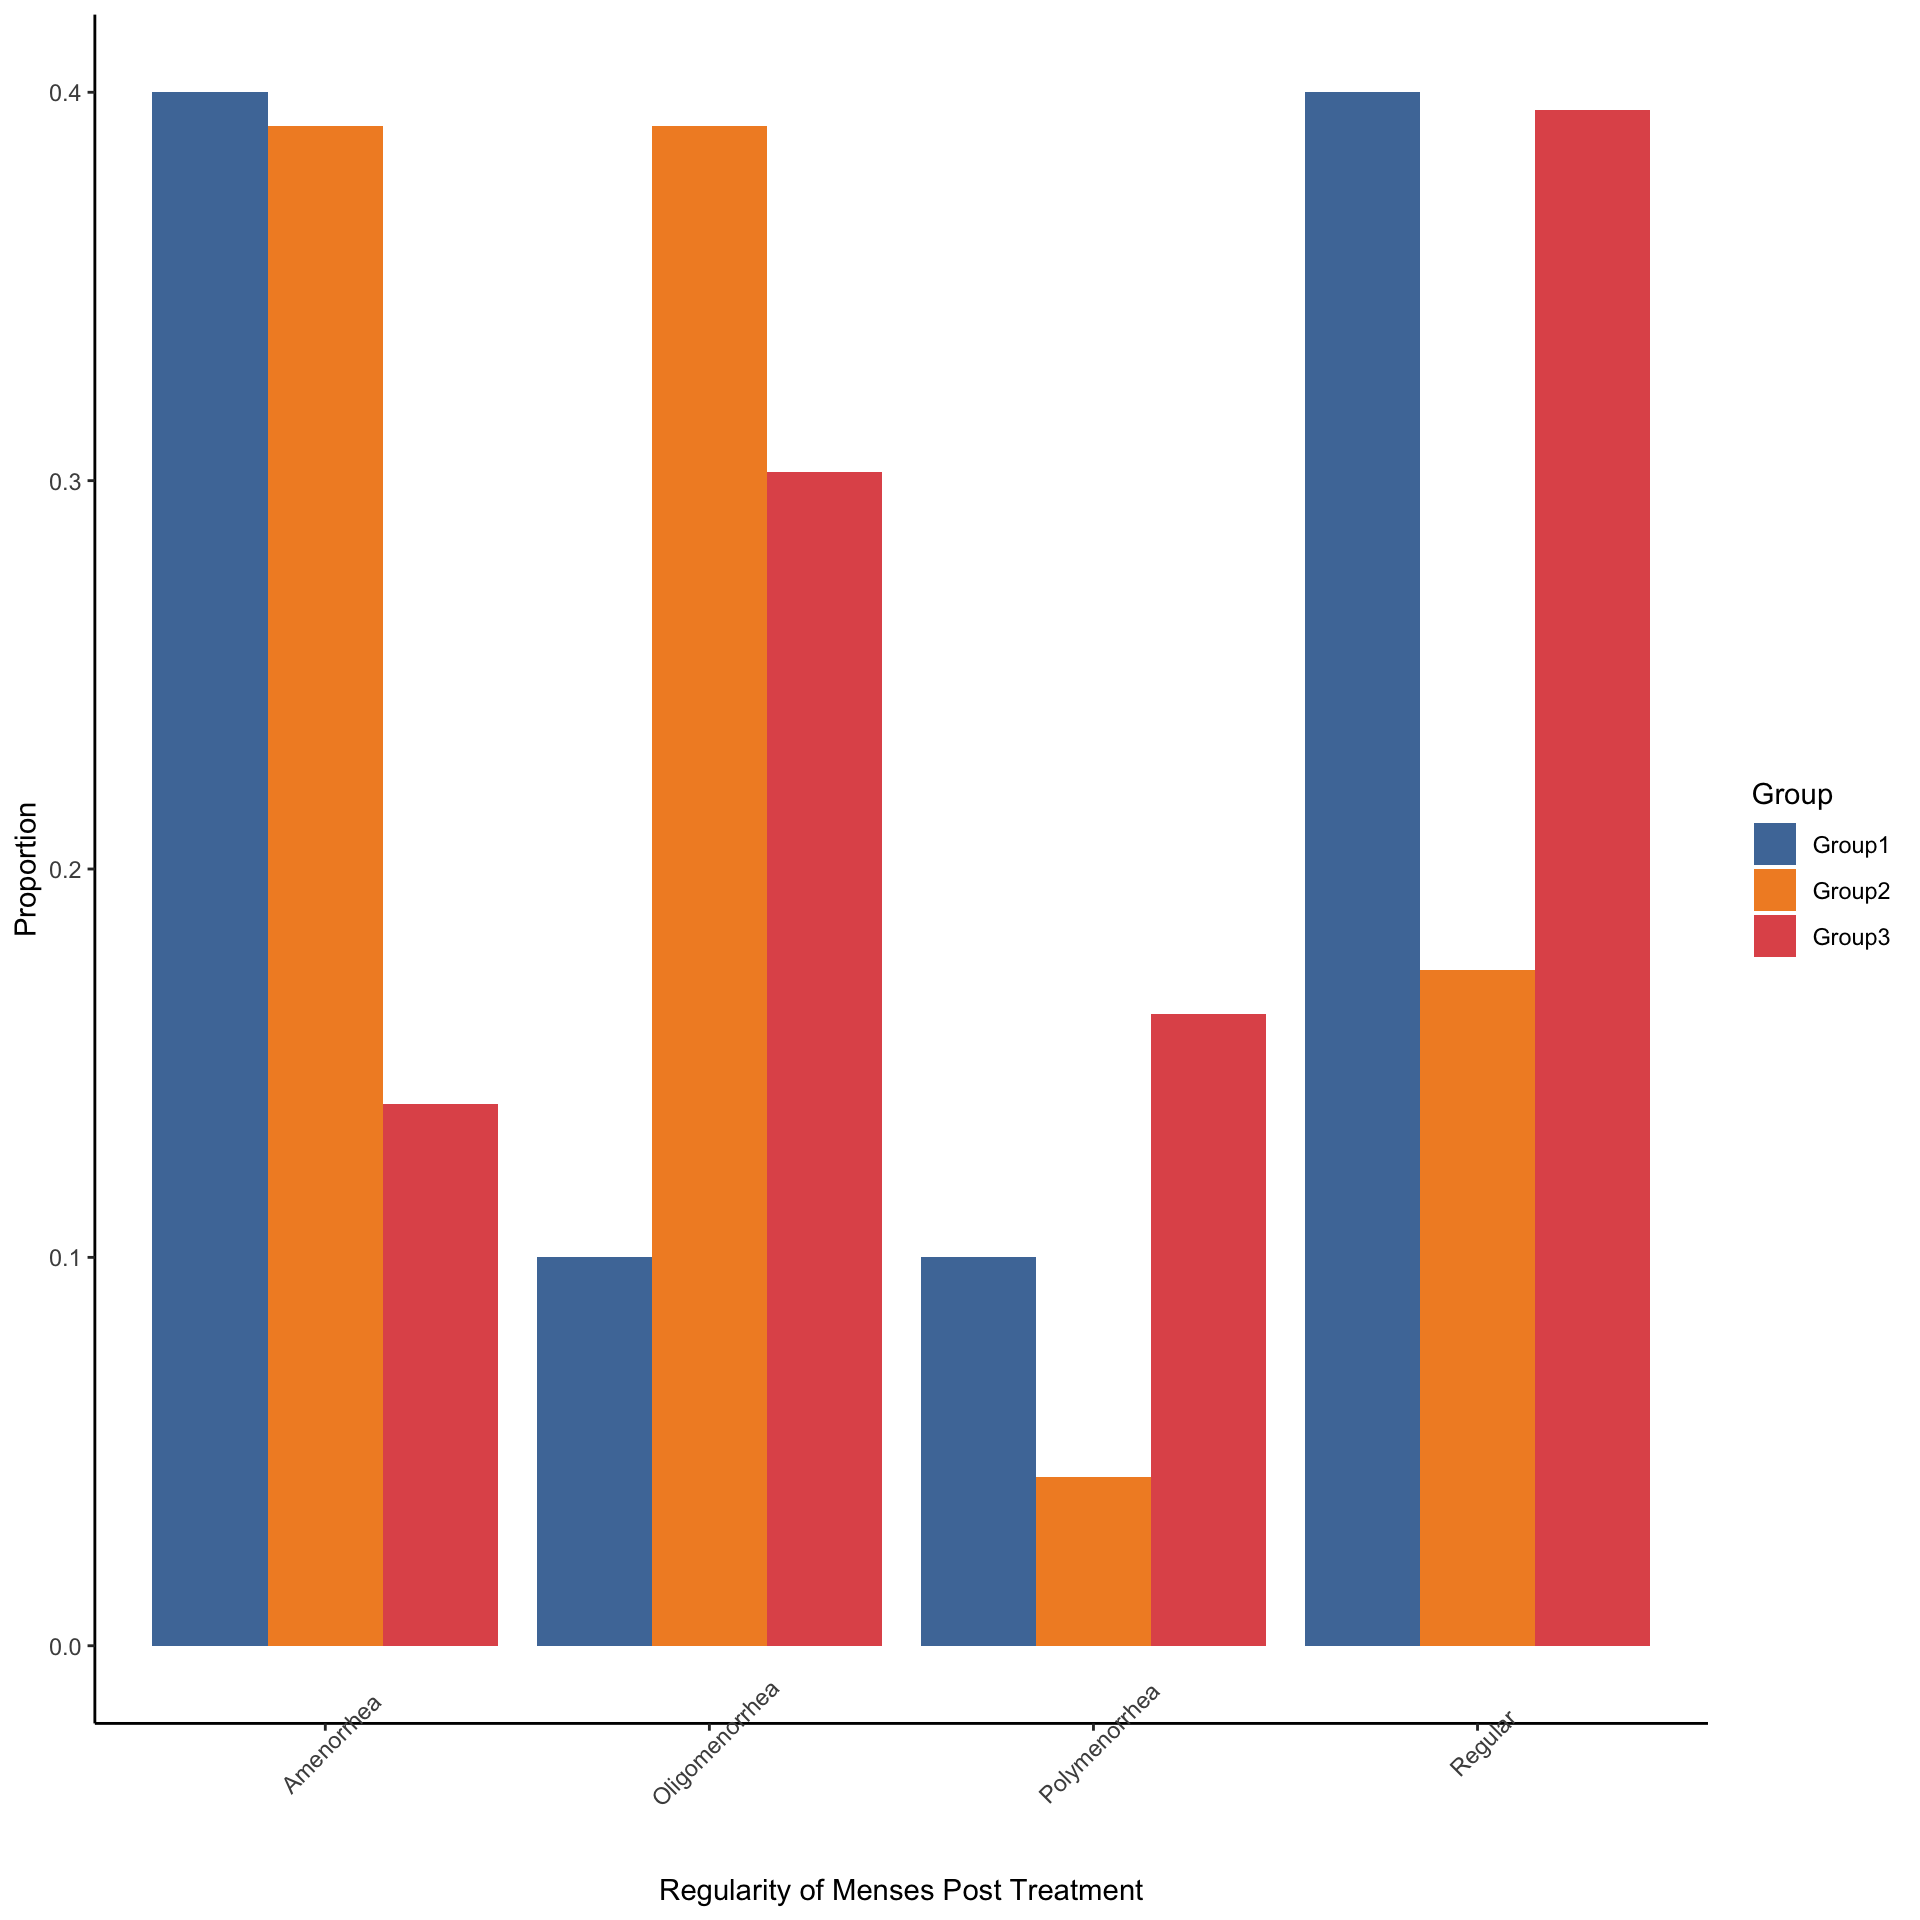 Proportion
0.4
0.3
0.2
0.1
0.0
Amenorrhea
Oligomenorrhea
Polymenorrhea
Regular
Regularity of Menses Post Treatment
Group
Group1
Group2
Group3